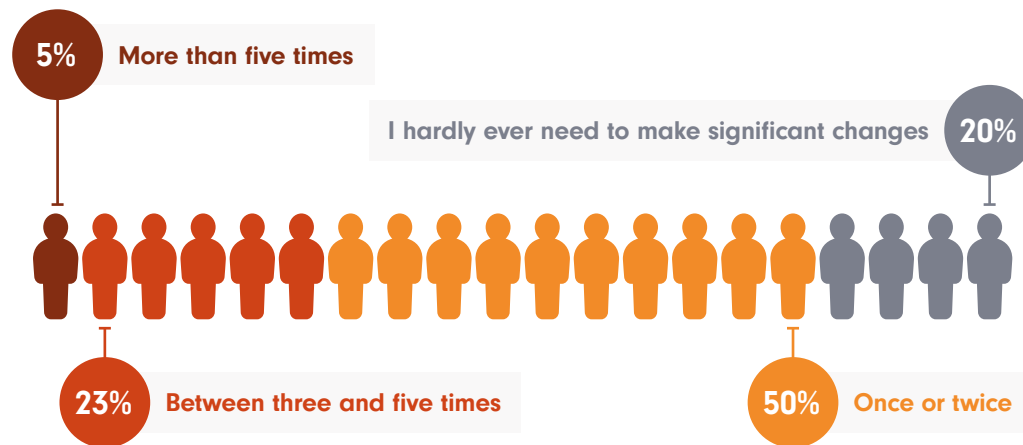 5% More than five times
I hardly ever need to make significant changes 20%
23% Between three and five times
50% Once or twice